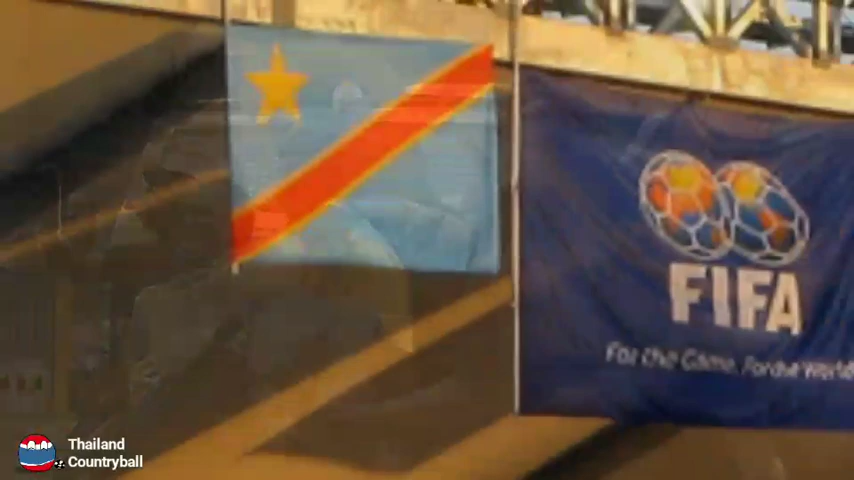 FIFA
For the Game. For the World
Thailand
Countryball